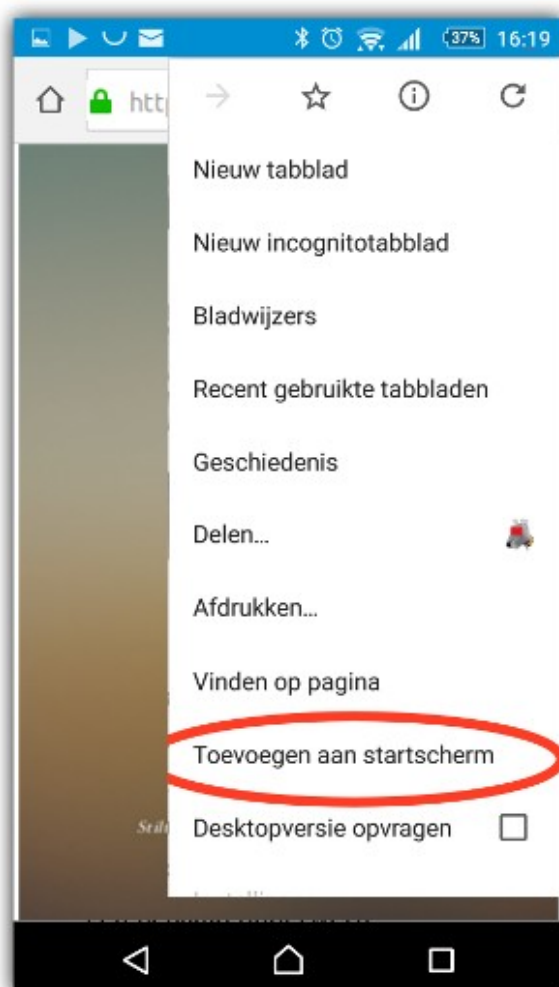 37% 16:19
htt
Nieuw tabblad
Nieuw incognitotabblad
Bladwijzers
Recent gebruikte tabbladen
Geschiedenis
Delen...
Afdrukken...
Vinden op pagina
Toevoegen aan startscherm
Desktopversie opvragen